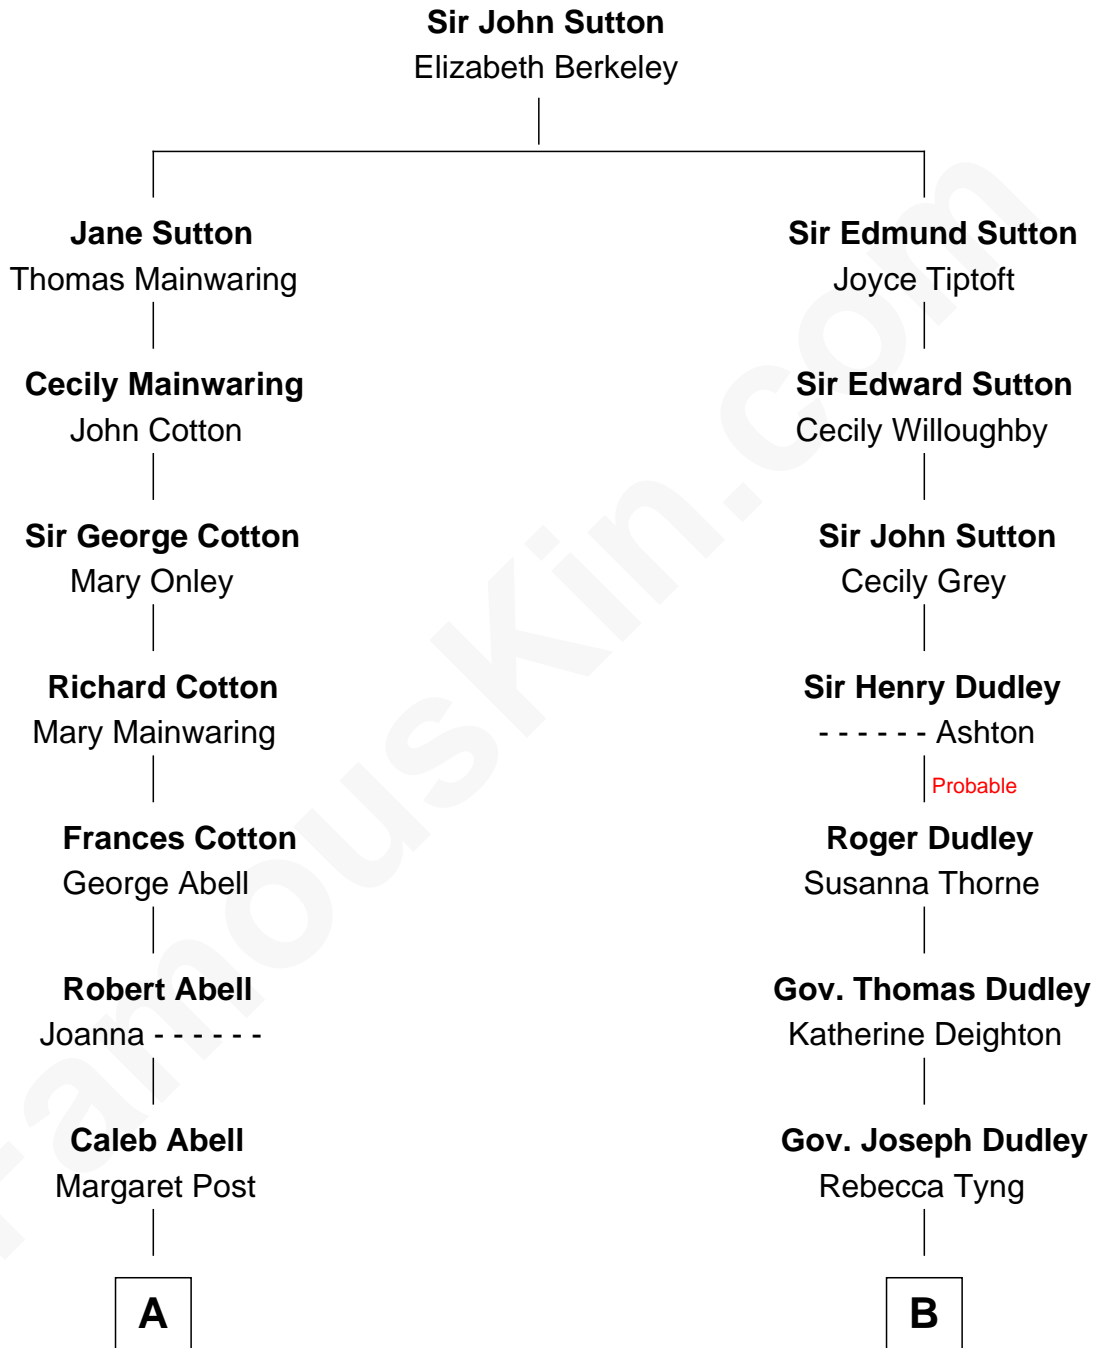 Sir John Sutton
Elizabeth Berkeley
Jane Sutton
Thomas Mainwaring
Sir Edmund Sutton
Joyce Tiptoft
Cecily Mainwaring
John Cotton
Sir Edward Sutton
Cecily Willoughby
Sir George Cotton
Mary Onley
Sir John Sutton
Cecily Grey
Richard Cotton
Mary Mainwaring
Sir Henry Dudley
- - - - - - Ashton
Probable
Frances Cotton
George Abell
Roger Dudley
Susanna Thorne
Robert Abell
Joanna - - - - - -
Gov. Thomas Dudley
Katherine Deighton
Caleb Abell
Margaret Post
Gov. Joseph Dudley
Rebecca Tyng
A
B
FamousKin.com